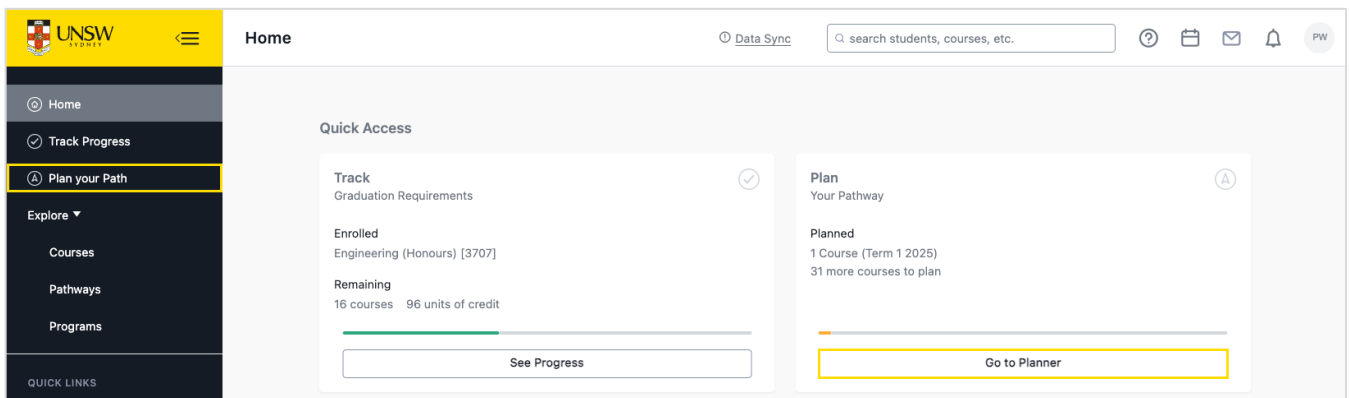 UNSW
SYDNEY
Home
Data Sync
search students, courses, etc.
PW
Home
Track Progress
Plan your Path
Explore ▼
Courses
Pathways
Programs
QUICK LINKS
Quick Access
Track
Graduation Requirements
Enrolled
Engineering (Honours) [3707]
Remaining
16 courses 96 units of credit
See Progress
Plan
Your Pathway
Planned
1 Course (Term 1 2025)
31 more courses to plan
Go to Planner